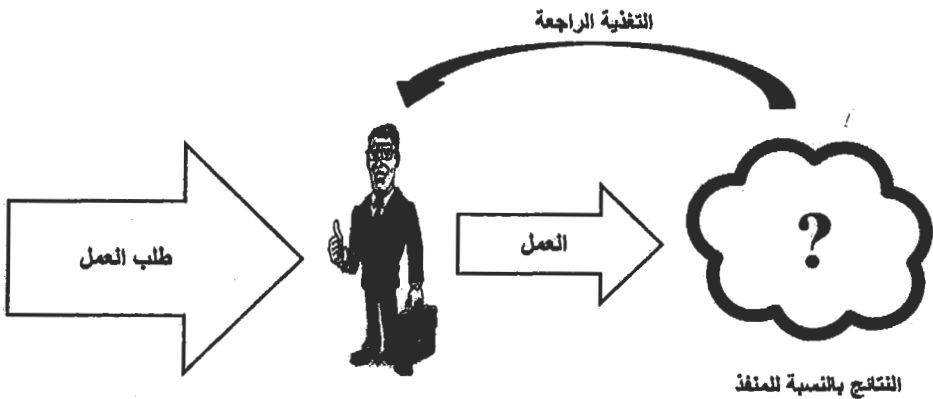 التغذية الراجعة
طلب العمل
العمل
?
النتائج بالنسبة للمنفذ